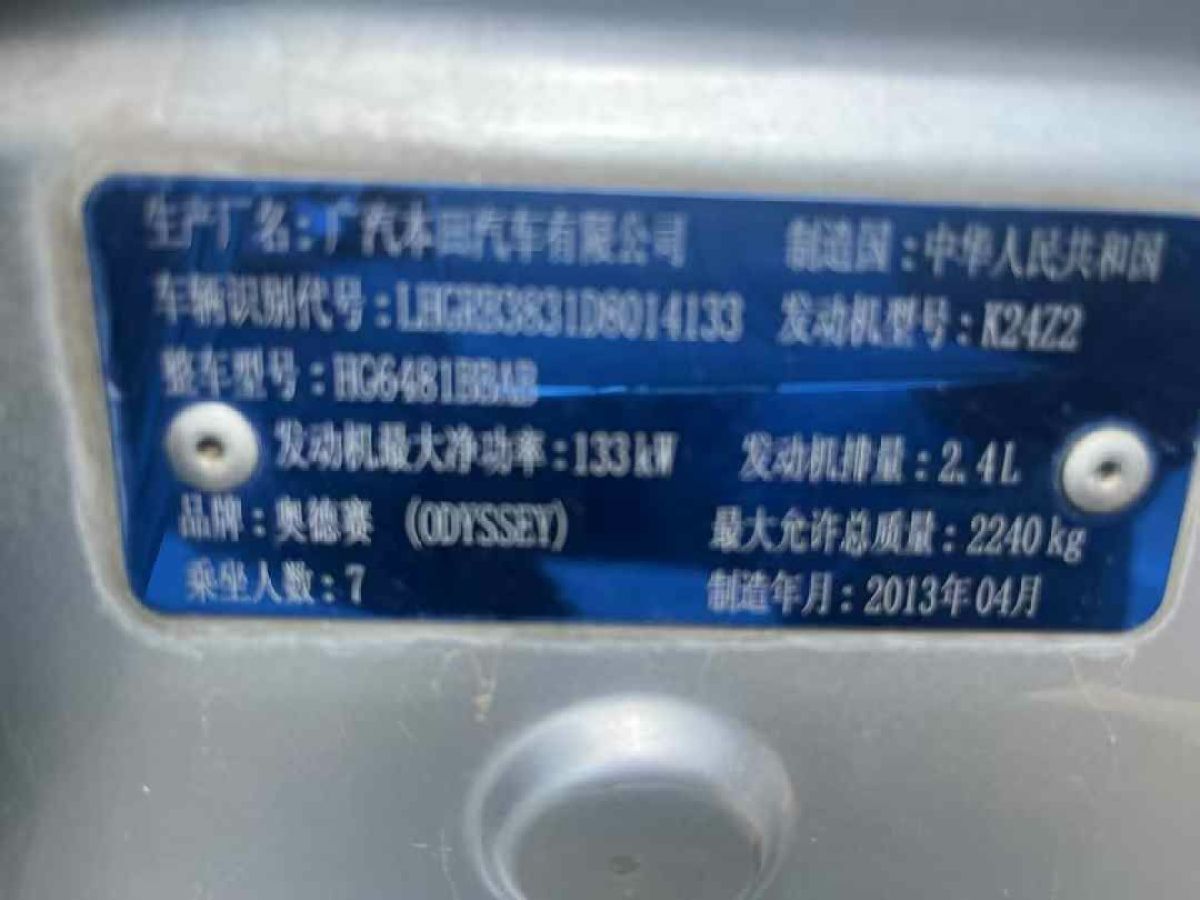 生产厂名：广汽本田汽车有限公司 制造国：中华人民共和国
车辆识别代号：LHGRB3831D8014133 发动机型号：K24Z2
整车型号：HG6481BBAB
发动机最大净功率：133kW 发动机排量：2.4L
品牌：奥德赛 (ODYSSEY) 最大允许总质量：2240kg
乘坐人数：7 制造年月：2013年04月